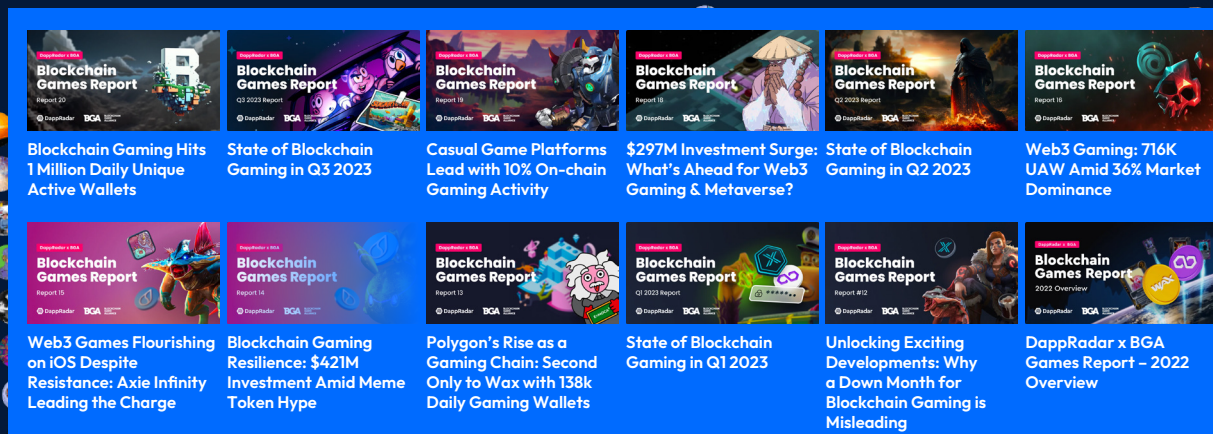 DappRadar x BGA
Blockchain
Games Report
Report 20
DappRadar
BGA
Blockchain Gaming Hits
1 Million Daily Unique
Active Wallets
DappRadar x BGA
Blockchain
Games Report
Q3 2023 Report
DappRadar
BGA
State of Blockchain
Gaming in Q3 2023
DappRadar x BGA
Blockchain
Games Report
Report 19
DappRadar
BGA
Casual Game Platforms
Lead with 10% On-chain
Gaming Activity
DappRadar x BGA
Blockchain
Games Report
Report 18
DappRadar
BGA
$297M Investment Surge:
What's Ahead for Web3
Gaming & Metaverse?
DappRadar x BGA
Blockchain
Games Report
Q2 2023 Report
DappRadar
BGA
State of Blockchain
Gaming in Q2 2023
DappRadar x BGA
Blockchain
Games Report
Report 16
DappRadar
BGA
Web3 Gaming: 716K
UAW Amid 36% Market
Dominance
DappRadar x BGA
Blockchain
Games Report
Report 15
DappRadar
BGA
Web3 Games Flourishing
on iOS Despite
Resistance: Axie Infinity
Leading the Charge
DappRadar x BGA
Blockchain
Games Report
Report 14
DappRadar
BGA
Blockchain Gaming
Resilience: $421M
Investment Amid Meme
Token Hype
DappRadar x BGA
Blockchain
Games Report
Report 13
DappRadar
BGA
Polygon's Rise as a
Gaming Chain: Second
Only to Wax with 138k
Daily Gaming Wallets
DappRadar x BGA
Blockchain
Games Report
Q1 2023 Report
DappRadar
BGA
State of Blockchain
Gaming in Q1 2023
DappRadar x BGA
Blockchain
Games Report
Report #12
DappRadar
BGA
Unlocking Exciting
Developments: Why
a Down Month for
Blockchain Gaming is
Misleading
DappRadar x BGA
Blockchain
Games Report
2022 Overview
WAX
DappRadar
BGA
DappRadar x BGA
Games Report – 2022
Overview